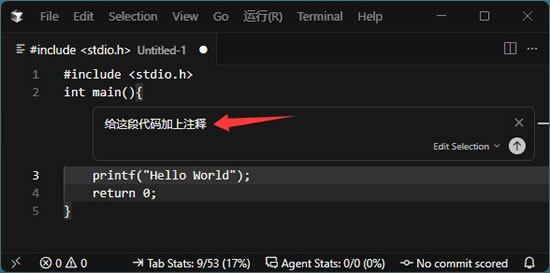 File Edit Selection View Go 运行(R) Terminal Help
#include <stdio.h> Untitled-1
1 #include <stdio.h>
2 int main(){
给这段代码加上注释
Edit Selection
3 printf("Hello World");
4 return 0;
5 }
0 0 Tab Stats: 9/53 (17%) Agent Stats: 0/0 (0%) No commit scored